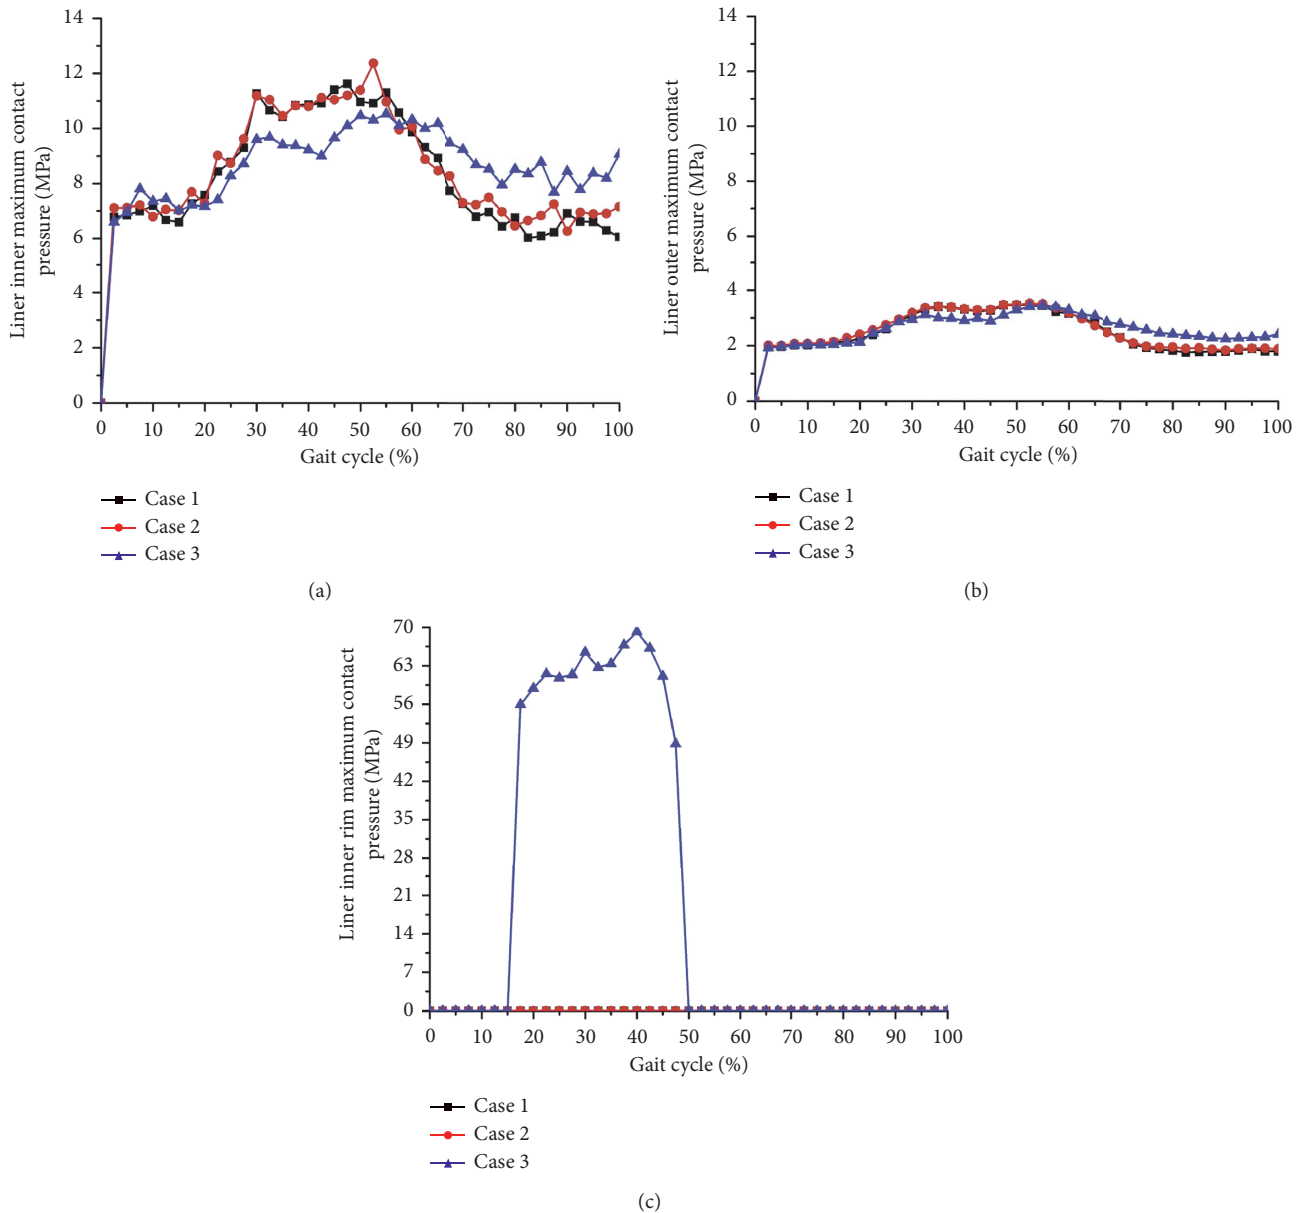 Liner inner maximum contact
pressure (MPa)
14
12
10
8
6
4
2
0
0 10 20 30 40 50 60 70 80 90 100
Gait cycle (%)
Case 1
Case 2
Case 3
(a)
Liner outer maximum contact
pressure (MPa)
14
12
10
8
6
4
2
0
0 10 20 30 40 50 60 70 80 90 100
Gait cycle (%)
Case 1
Case 2
Case 3
(b)
Liner inner rim maximum contact
pressure (MPa)
70
63
56
49
42
35
28
21
14
7
0
0 10 20 30 40 50 60 70 80 90 100
Gait cycle (%)
Case 1
Case 2
Case 3
(c)